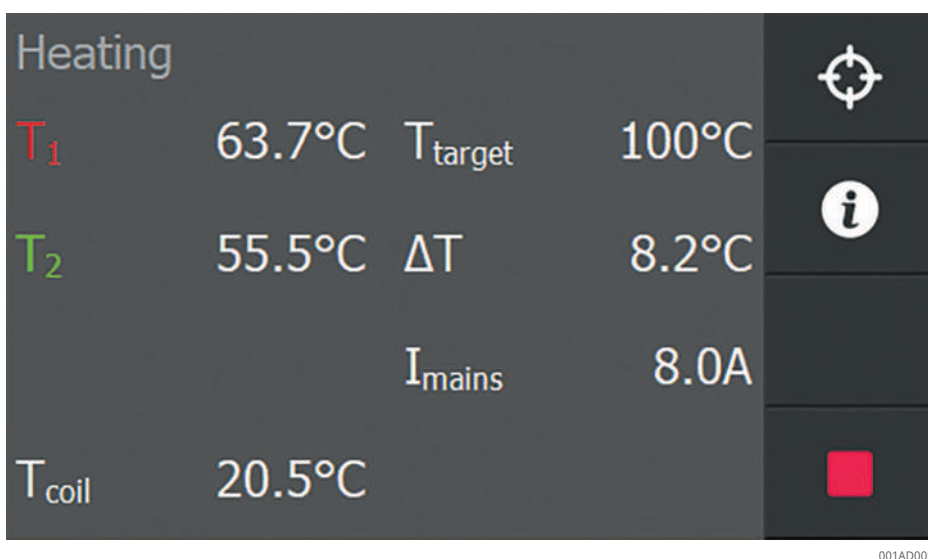 Heating
T1 63.7°C Ttarget 100°C
T2 55.5°C ΔT 8.2°C
Imains 8.0A
Tcoil 20.5°C
i
001AD00